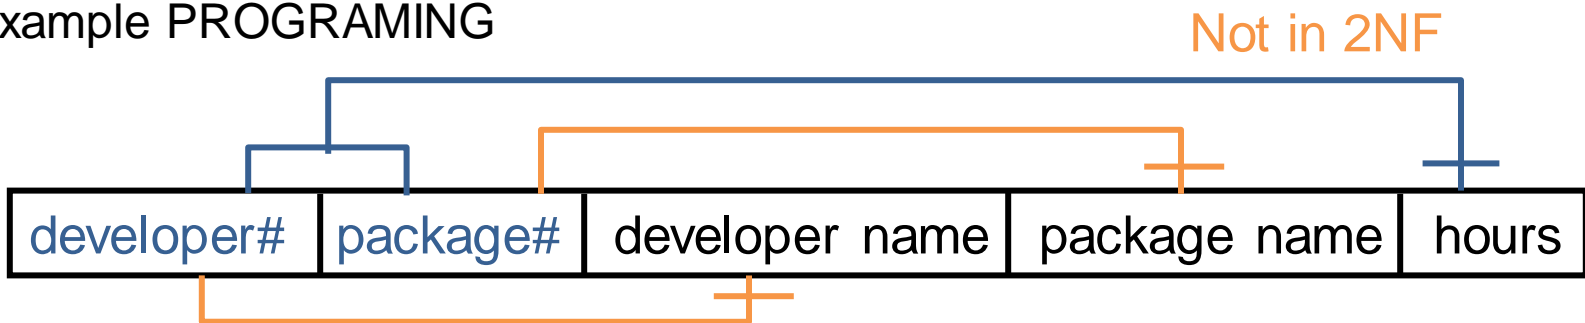 xample PROGRAMING
Not in 2NF
developer# package# developer name package name hours